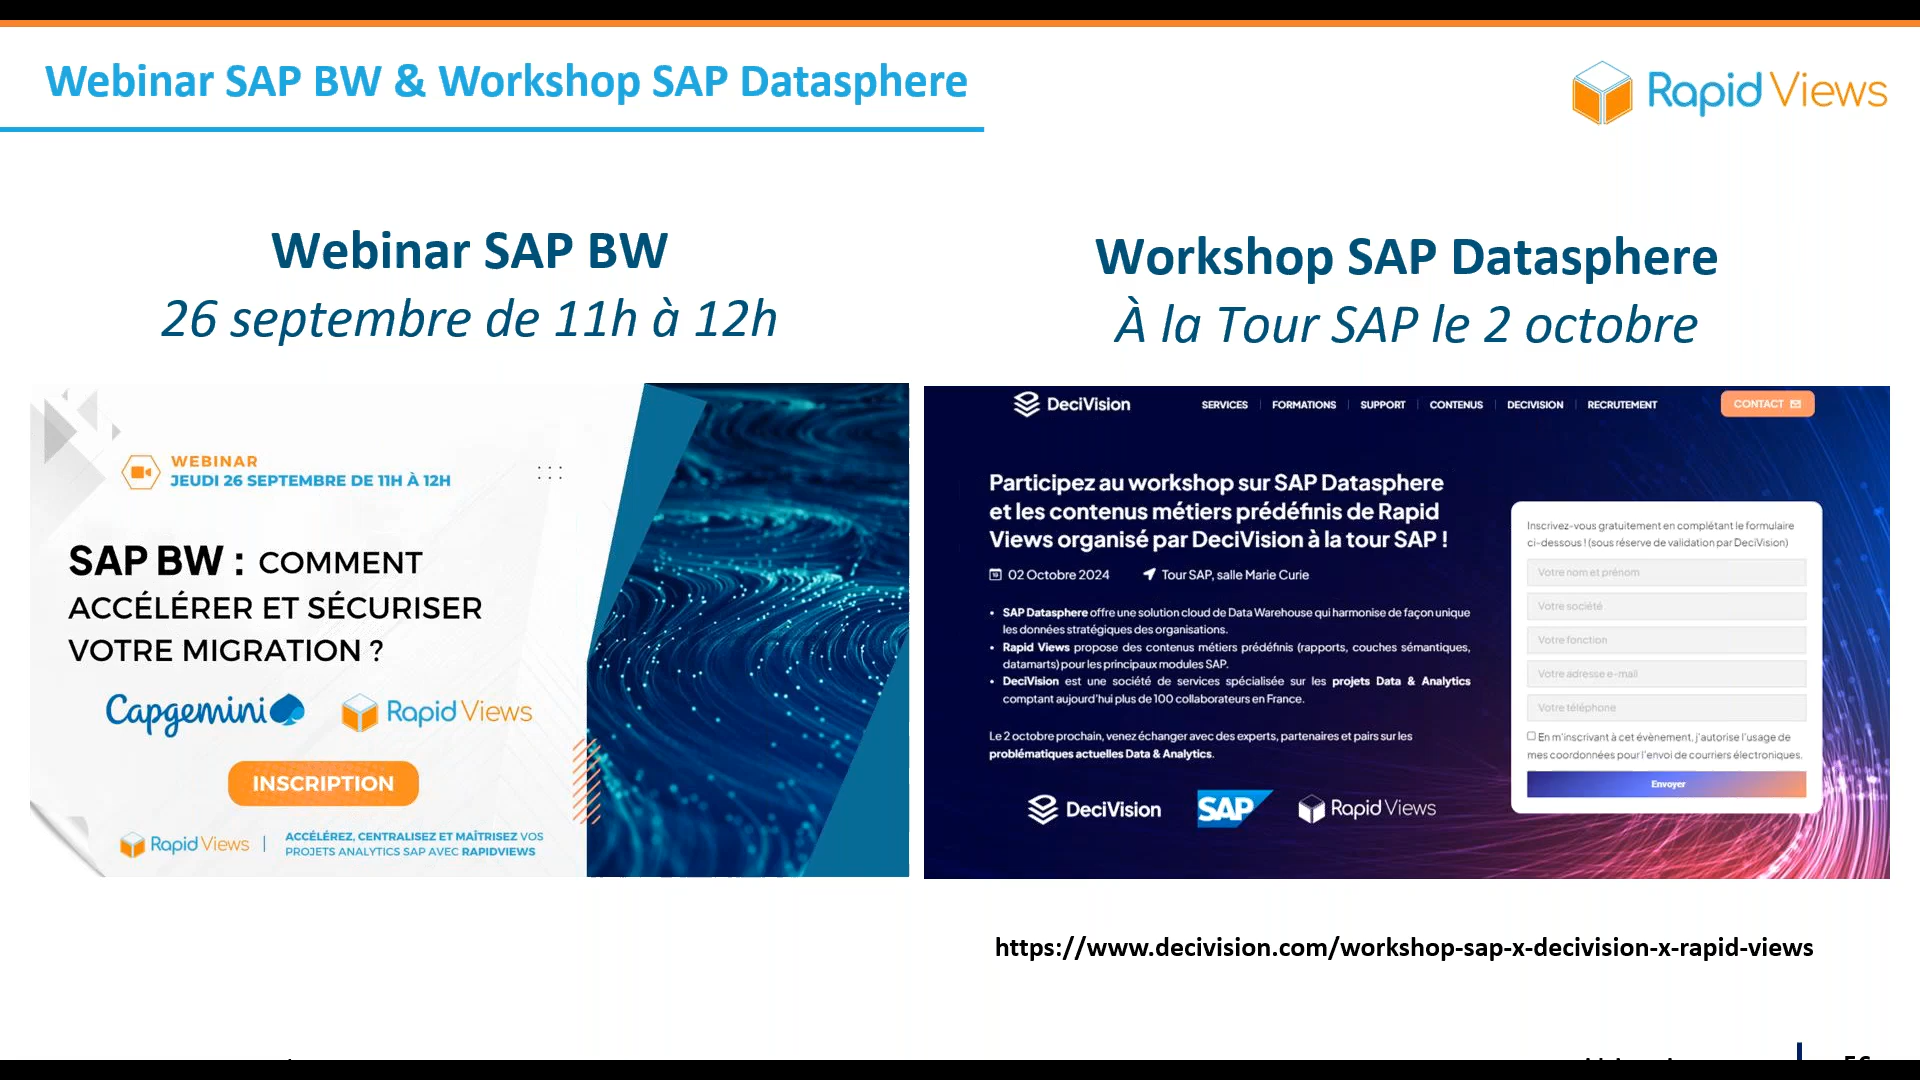 Webinar SAP BW & Workshop SAP Datasphere
Rapid Views
Webinar SAP BW
26 septembre de 11h à 12h
WEBINAR
JEUDI 26 SEPTEMBRE DE 11H À 12H
SAP BW : COMMENT
ACCÉLÉRER ET SÉCURISER
VOTRE MIGRATION ?
Capgemini
Rapid Views
INSCRIPTION
Rapid Views
ACCÉLÉREZ, CENTRALISEZ ET MAÎTRISEZ VOS
PROJETS ANALYTICS SAP AVEC RAPIDVIEWS
Workshop SAP Datasphere
À la Tour SAP le 2 octobre
DeciVision
SERVICES
FORMATIONS
SUPPORT
CONTENUS
DECIVISION
RECRUTEMENT
CONTACT
Participez au workshop sur SAP Datasphere
et les contenus métiers prédéfinis de Rapid
Views organisé par DeciVision à la tour SAP !
02 Octobre 2024
Tour SAP, salle Marie Curie
• SAP Datasphere offre une solution cloud de Data Warehouse qui harmonise de façon unique
les données stratégiques des organisations.
• Rapid Views propose des contenus métiers prédéfinis (rapports, couches sémantiques,
datamarts) pour les principaux modules SAP.
• DeciVision est une société de services spécialisée sur les projets Data & Analytics
comptant aujourd'hui plus de 100 collaborateurs en France.
Le 2 octobre prochain, venez échanger avec des experts, partenaires et pairs sur les
problématiques actuelles Data & Analytics.
DeciVision
SAP
Rapid Views
Inscrivez-vous gratuitement en complétant le formulaire
ci-dessous ! (sous réserve de validation par DeciVision)
Votre nom et prénom
Votre société
Votre fonction
Votre adresse e-mail
Votre téléphone
En m'inscrivant à cet évènement, j'autorise l'usage de
mes coordonnées pour l'envoi de courriers électroniques.
Envoyer
https://www.decivision.com/workshop-sap-x-decivision-x-rapid-views